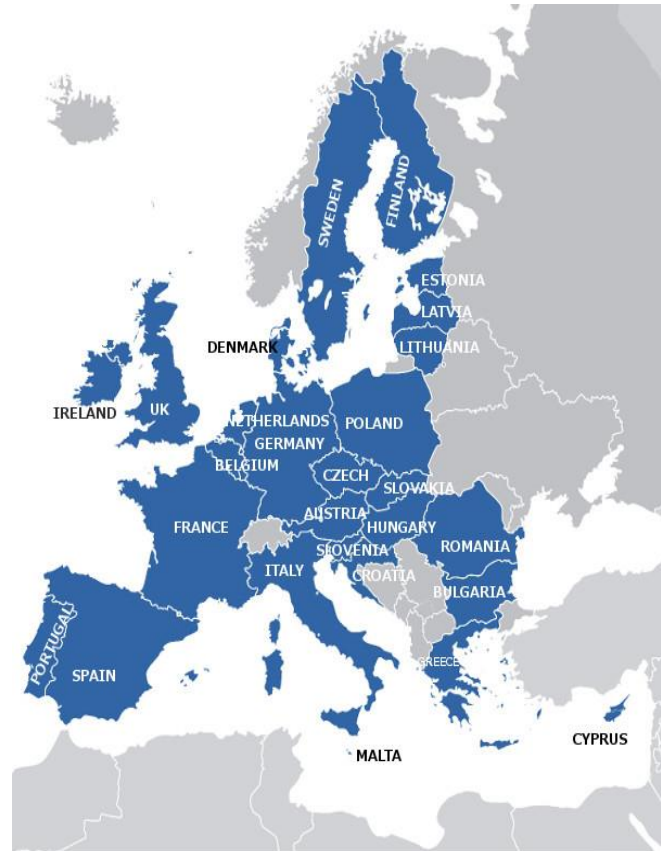 SWEDEN
FINLAND
ESTONIA
LATVIA
DENMARK
LITHUANIA
IRELAND
UK
NETHERLANDS
POLAND
GERMANY
BELGIUM
CZECH
SLOVAKIA
AUSTRIA
FRANCE
HUNGARY
ROMANIA
SLOVENIA
ITALY
CROATIA
BULGARIA
PORTUGAL
SPAIN
GREECE
CYPRUS
MALTA